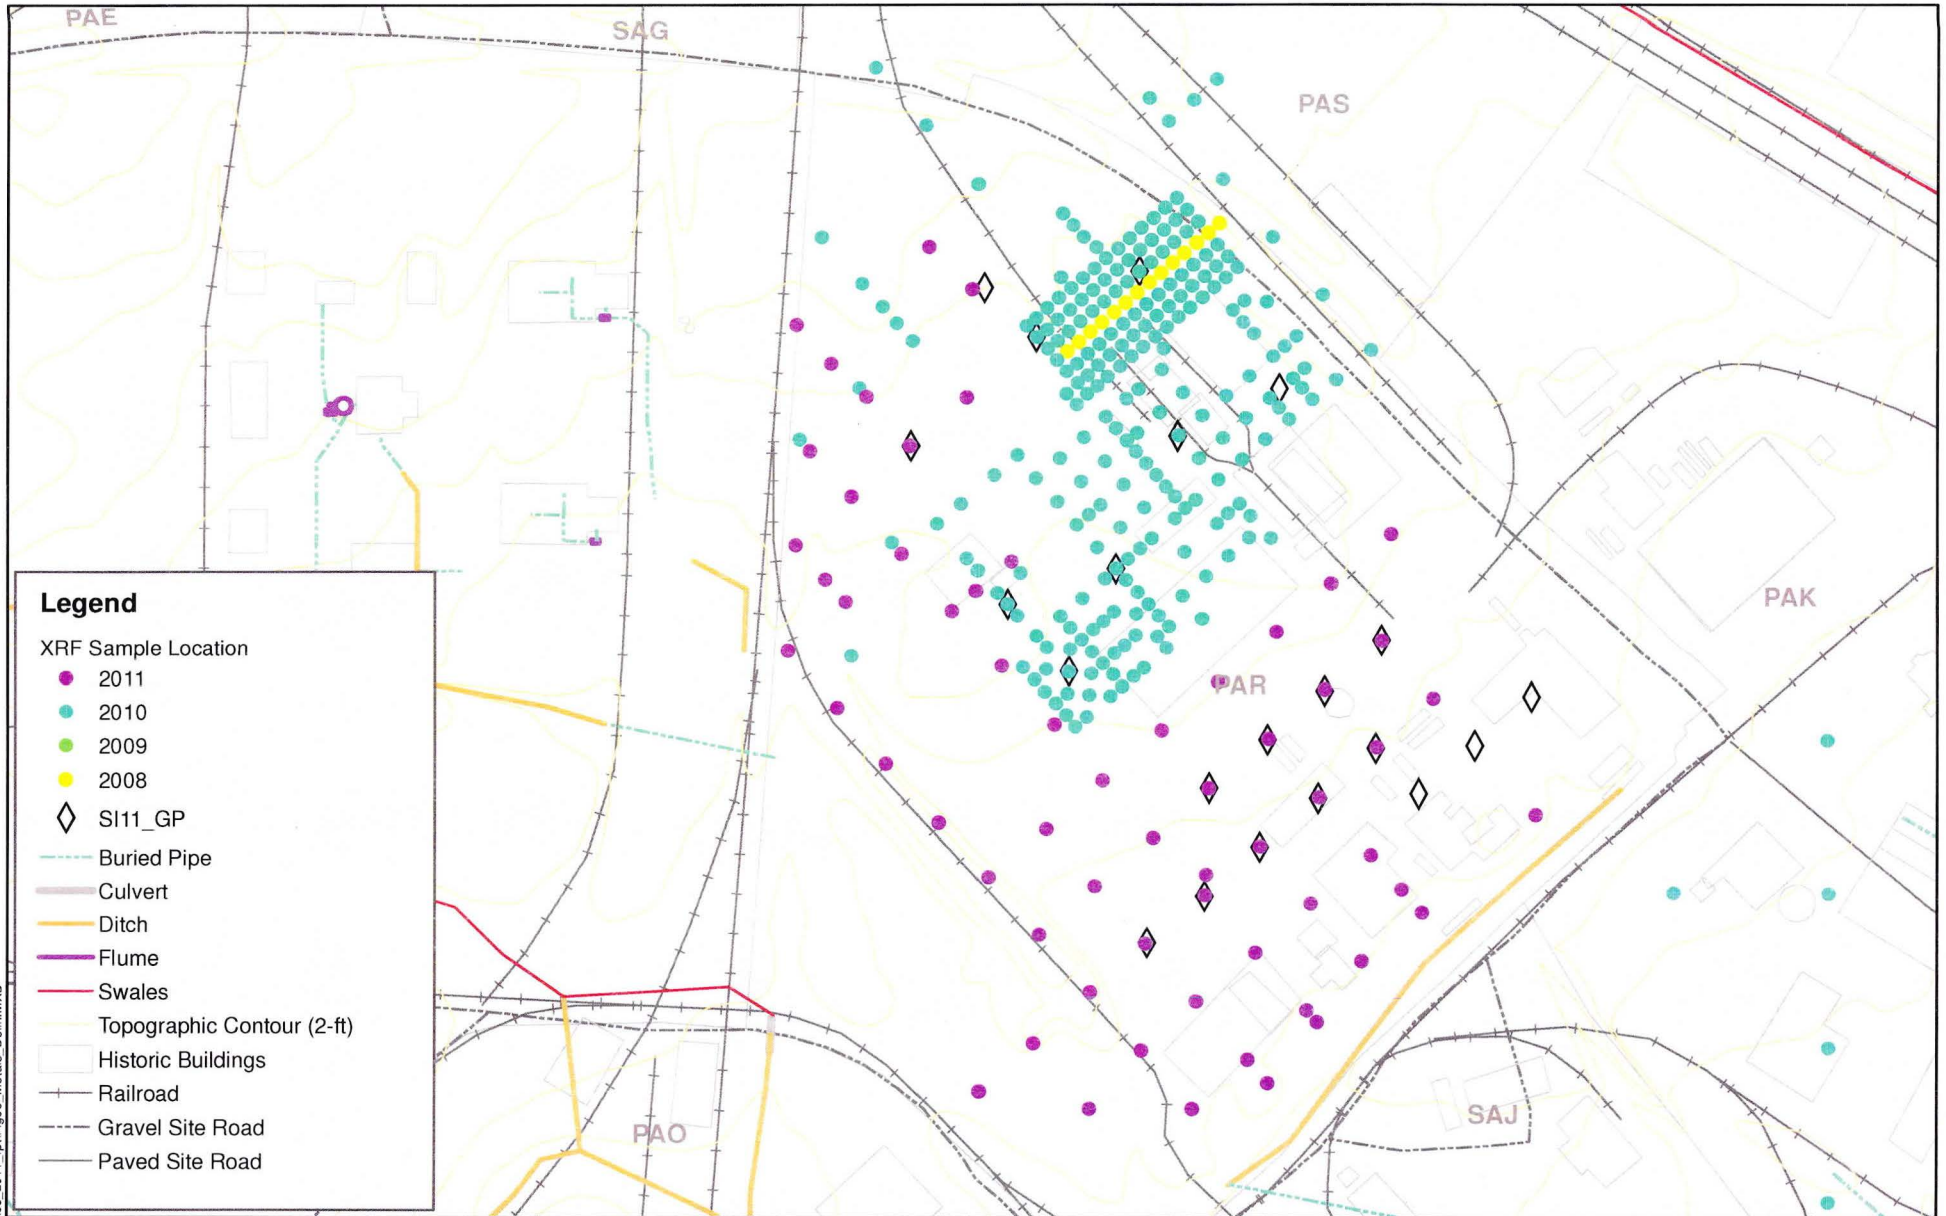 PAE
SAG
PAS
PAK
PAR
PAO
SAJ
Legend
XRF Sample Location
2011
2010
2009
2008
SI11_GP
Buried Pipe
Culvert
Ditch
Flume
Swales
Topographic Contour (2-ft)
Historic Buildings
Railroad
Gravel Site Road
Paved Site Road